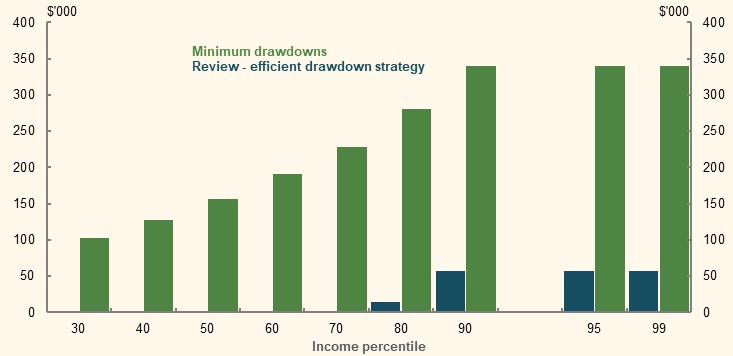 $'000 $'000
400 400
Minimum drawdowns
350 350
Review - efficient drawdown strategy
300 300
250 250
200 200
150 150
100 100
50 50
0 0
30 40 50 60 70 80 90 95 99
Income percentile